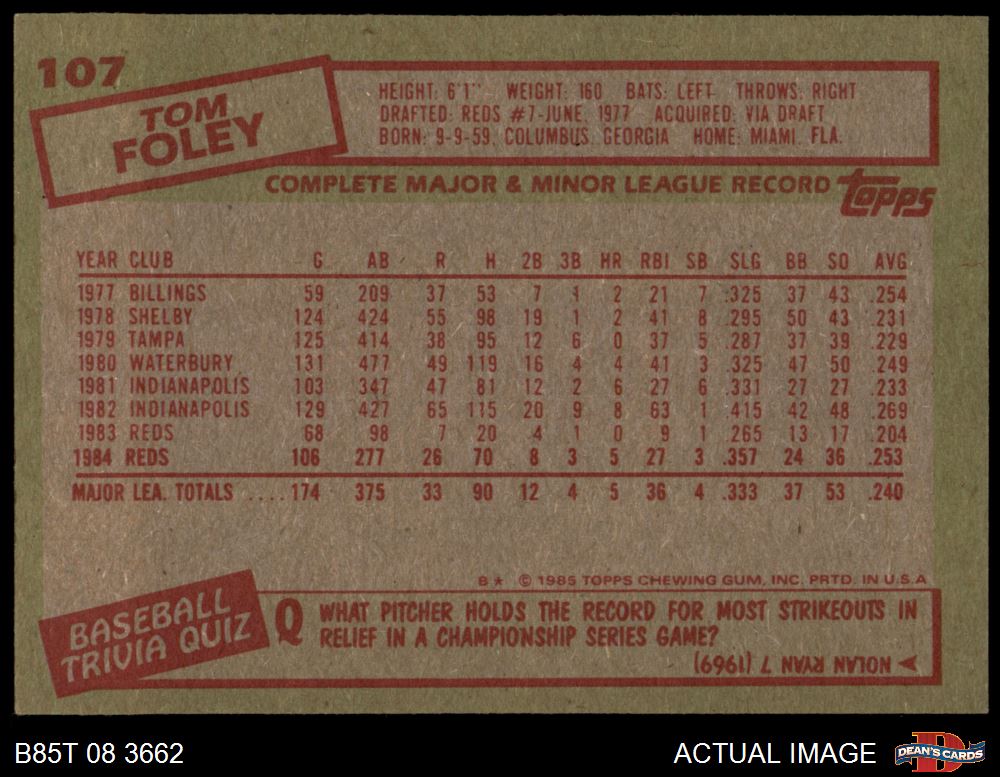 107
TOM
FOLEY
HEIGHT: 6'1" WEIGHT: 160 BATS: LEFT THROWS: RIGHT
DRAFTED: REDS #7-JUNE, 1977 ACQUIRED: VIA DRAFT
BORN: 9-9-59, COLUMBUS, GEORGIA HOME: MIAMI, FLA.
COMPLETE MAJOR & MINOR LEAGUE RECORD
Topps
YEAR CLUB G AB R H 2B 3B HR RBI SB SLG BB SO AVG
1977 BILLINGS 59 209 37 53 7 1 2 21 7 .325 37 43 .254
1978 SHELBY 124 424 55 98 19 1 2 41 8 .295 50 43 .231
1979 TAMPA 125 414 38 95 12 6 0 37 5 .287 37 39 .229
1980 WATERBURY 131 477 49 119 16 4 4 41 3 .325 47 50 .249
1981 INDIANAPOLIS 103 347 47 81 12 2 6 27 6 .331 27 27 .233
1982 INDIANAPOLIS 129 427 65 115 20 9 8 63 1 .415 42 48 .269
1983 REDS 68 98 7 20 4 1 0 9 1 .265 13 17 .204
1984 REDS 106 277 26 70 8 3 5 27 3 .357 24 36 .253
MAJOR LEA. TOTALS .... 174 375 33 90 12 4 5 36 4 .333 37 53 .240
B★ © 1985 TOPPS CHEWING GUM, INC. PRTD. IN U.S.A
BASEBALL
TRIVIA QUIZ
Q WHAT PITCHER HOLDS THE RECORD FOR MOST STRIKEOUTS IN
RELIEF IN A CHAMPIONSHIP SERIES GAME?
NOLAN RYAN 7 (1969)
B85T 08 3662
ACTUAL IMAGE
D
DEAN'S CARDS